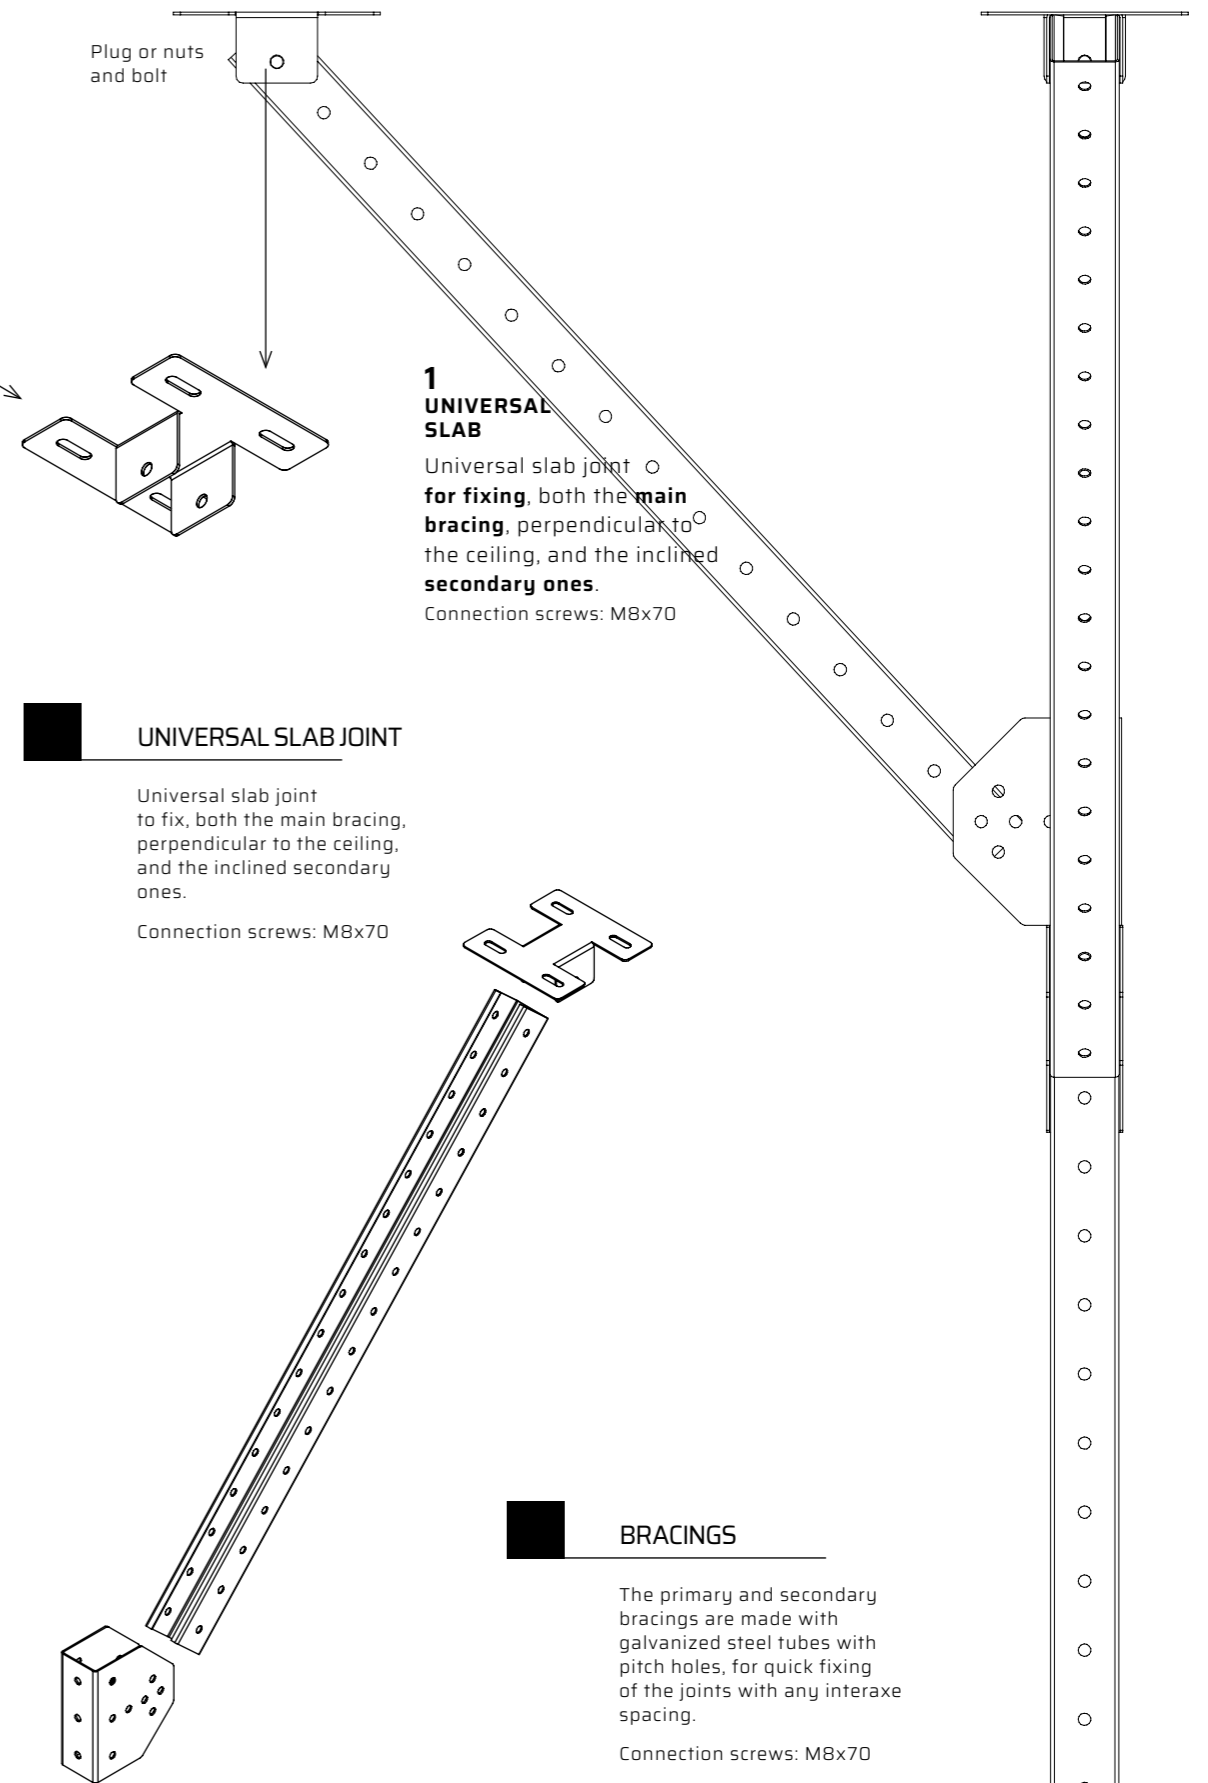 Plug or nuts
and bolt
1
UNIVERSAL
SLAB
Universal slab joint
for fixing, both the main
bracing, perpendicular to
the ceiling, and the inclined
secondary ones.
Connection screws: M8x70
UNIVERSAL SLAB JOINT
Universal slab joint
to fix, both the main bracing,
perpendicular to the ceiling,
and the inclined secondary
ones.
Connection screws: M8x70
BRACINGS
The primary and secondary
bracings are made with
galvanized steel tubes with
pitch holes, for quick fixing
of the joints with any interaxe
spacing.
Connection screws: M8x70